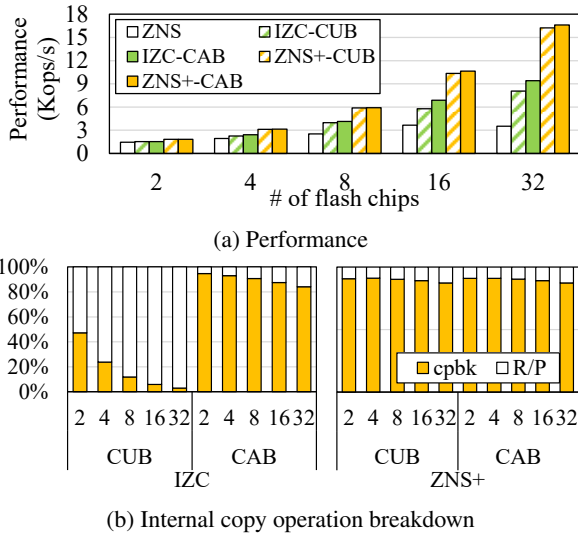 Performance
(Kops/s)
18
15
12
9
6
3
0
ZNS
IZC-CUB
IZC-CAB
ZNS+-CUB
ZNS+-CAB
2 4 8 16 32
# of flash chips
(a) Performance
100%
80%
60%
40%
20%
0%
cpbk R/P
2 4 8 16 32 2 4 8 16 32 2 4 8 16 32 2 4 8 16 32
CUB CAB CUB CAB
IZC ZNS+
(b) Internal copy operation breakdown